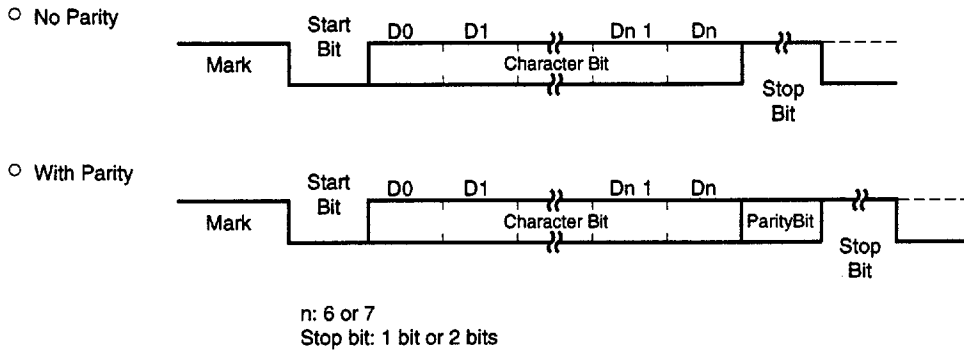 No Parity
Start
Bit
D0 D1 Dn 1 Dn
Mark
Character Bit
Stop
Bit
With Parity
Start
Bit
D0 D1 Dn 1 Dn
Mark
Character Bit
ParityBit
Stop
Bit
n: 6 or 7
Stop bit: 1 bit or 2 bits